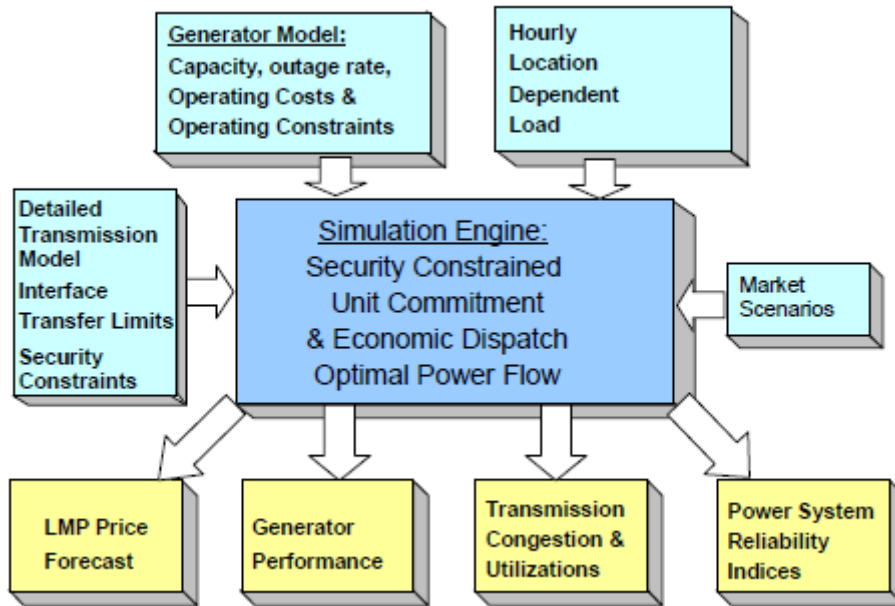 Generator Model:
Capacity, outage rate,
Operating Costs &
Operating Constraints
Hourly
Location
Dependent
Load
Detailed
Transmission
Model
Interface
Transfer Limits
Security
Constraints
Simulation Engine:
Security Constrained
Unit Commitment
& Economic Dispatch
Optimal Power Flow
Market
Scenarios
LMP Price
Forecast
Generator
Performance
Transmission
Congestion &
Utilizations
Power System
Reliability
Indices